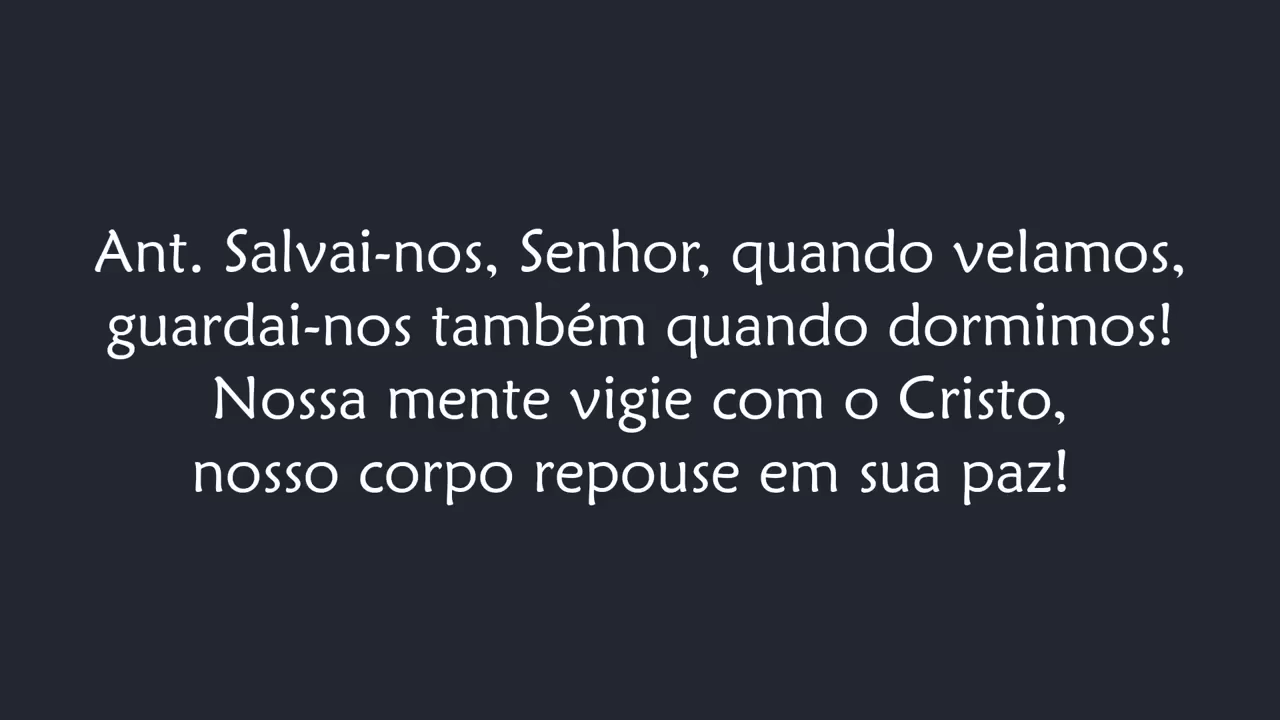 Ant. Salvai-nos, Senhor, quando velamos,
guardai-nos também quando dormimos!
Nossa mente vigie com o Cristo,
nosso corpo repouse em sua paz!